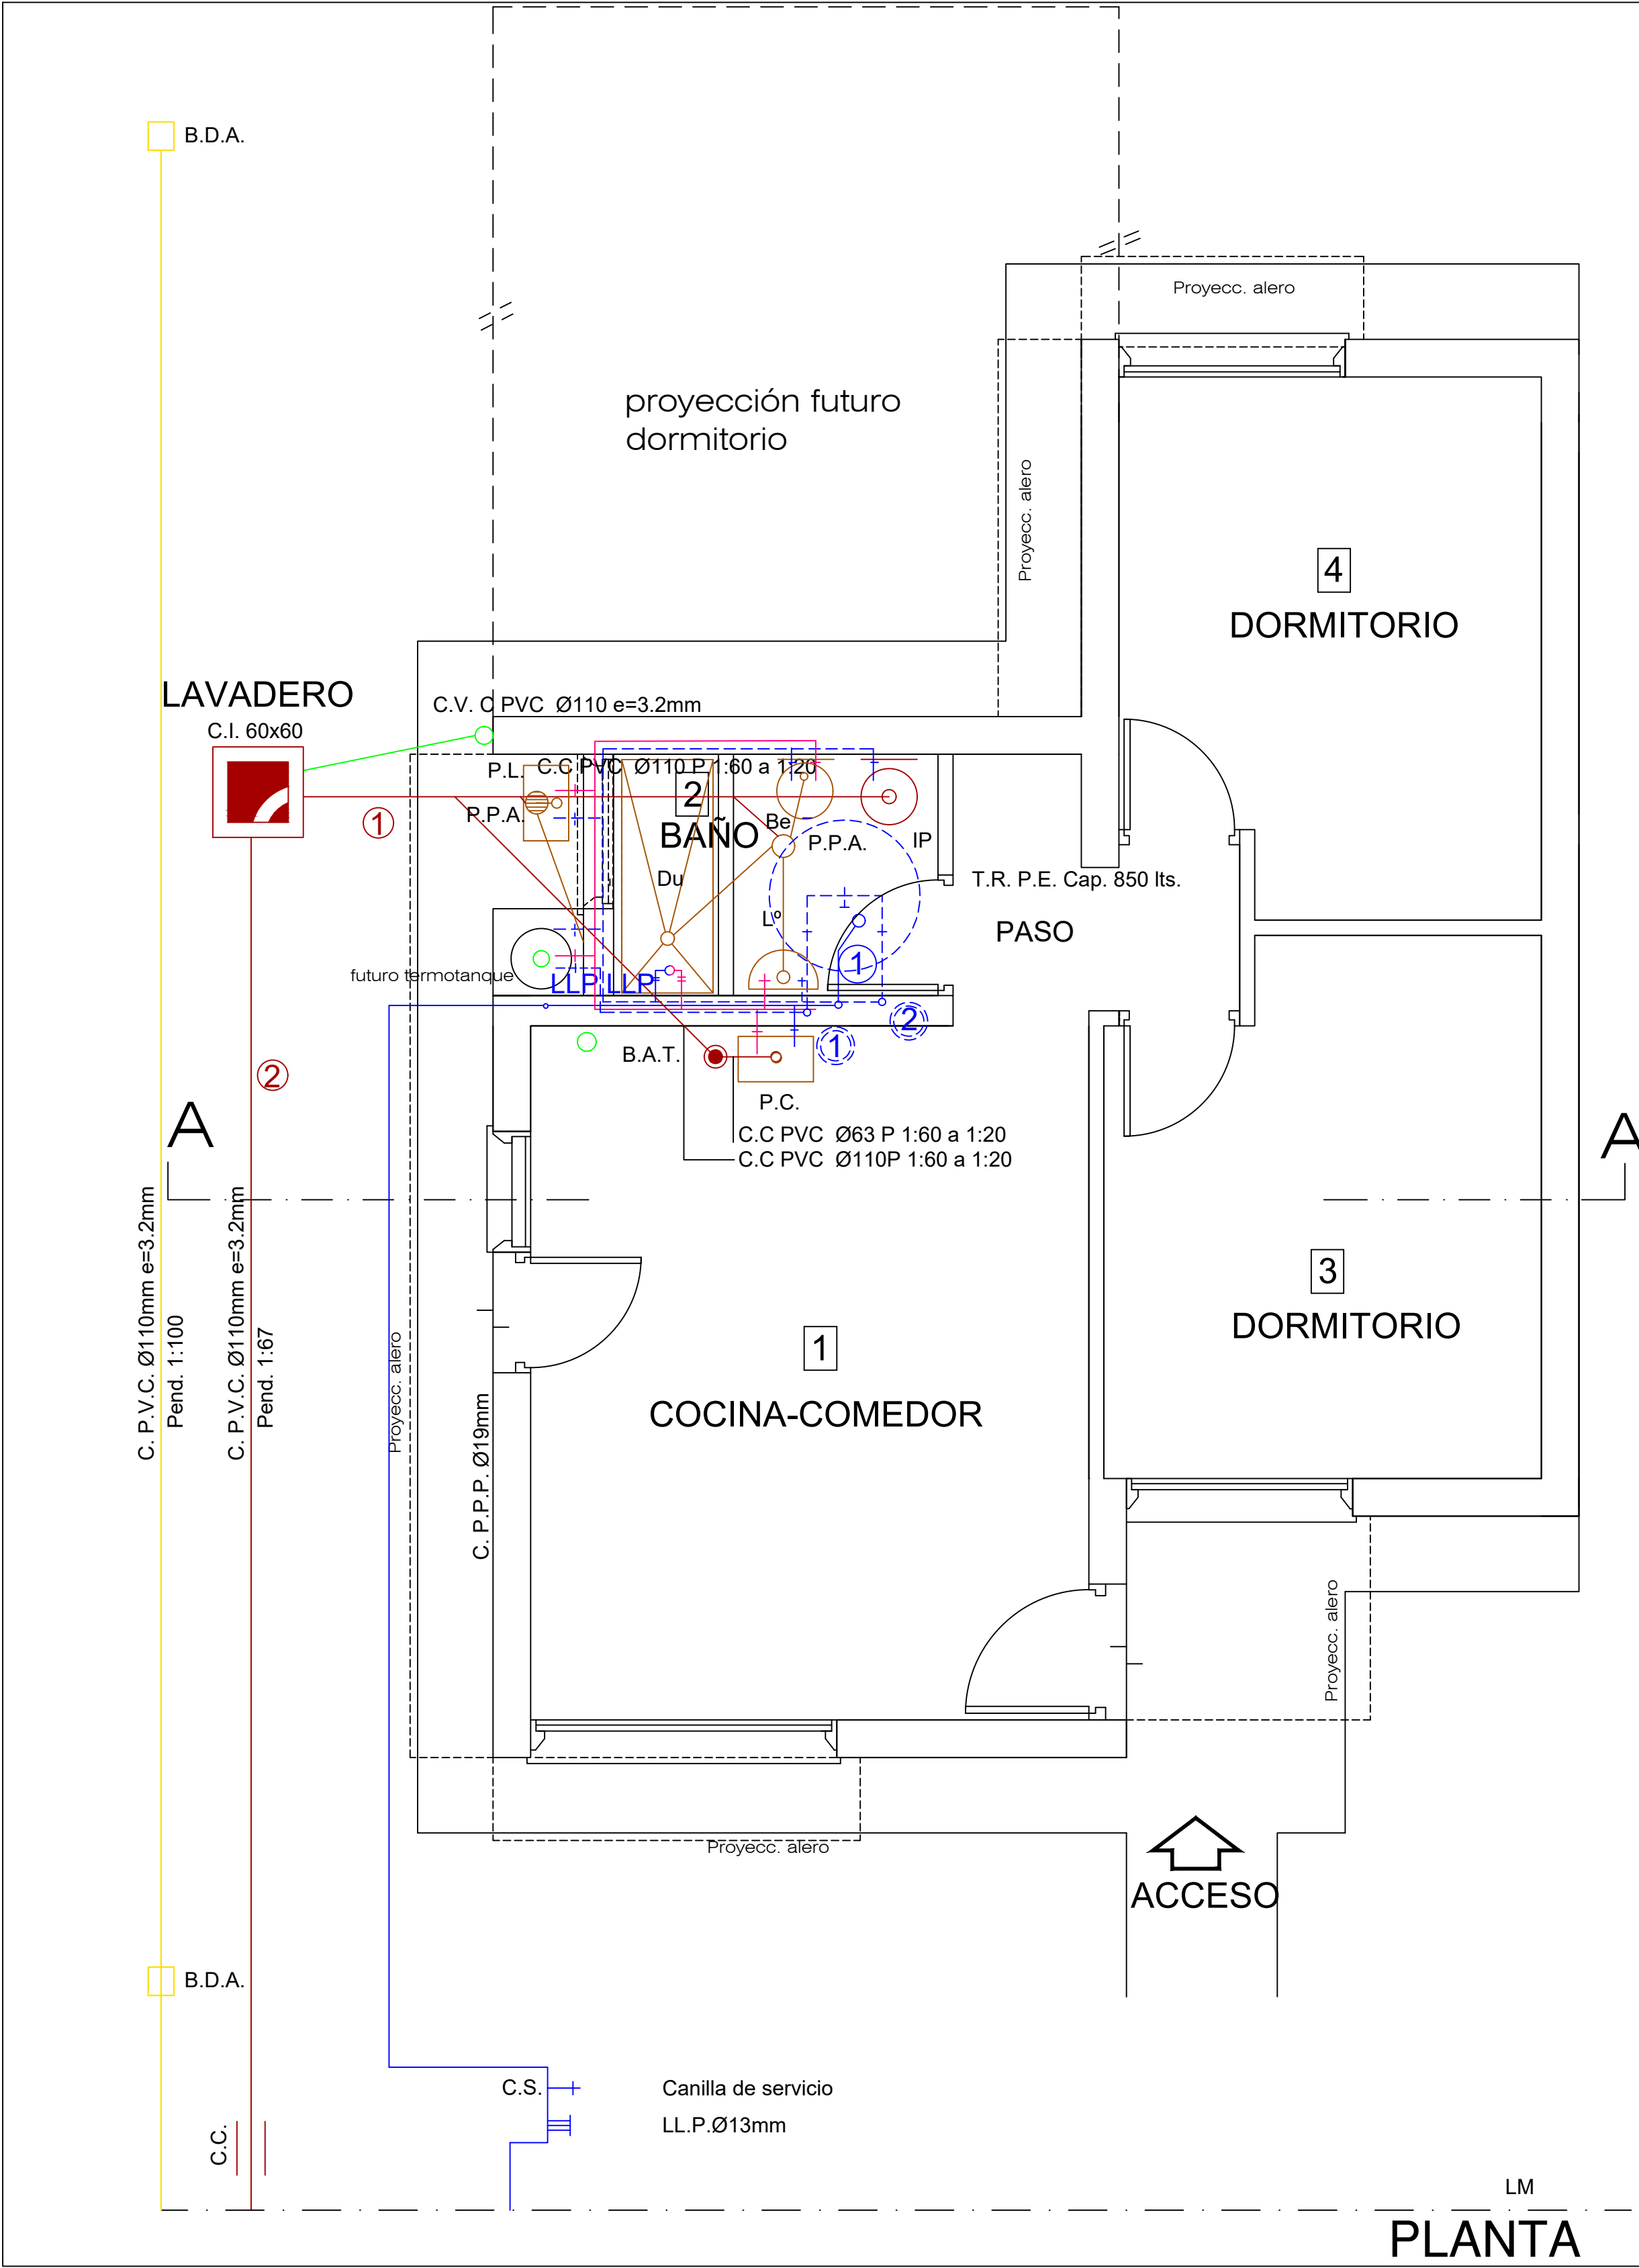 B.D.A.
Proyecc. alero
proyección futuro
dormitorio
Proyecc. alero
4
DORMITORIO
LAVADERO
C.I. 60x60
C.V. C PVC Ø110 e=3.2mm
P.L.
C.C PVC Ø110 P 1:60 a 1:20
2
BAÑO
P.P.A.
Be
P.P.A.
IP
1
Du
T.R. P.E. Cap. 850 lts.
Lº
PASO
1
futuro termotanque
LLP LLP
2
1
B.A.T.
2
P.C.
A
A
C.C PVC Ø63 P 1:60 a 1:20
C.C PVC Ø110P 1:60 a 1:20
C. P.V.C. Ø110mm e=3.2mm
Pend. 1:100
C. P.V.C. Ø110mm e=3.2mm
Pend. 1:67
3
DORMITORIO
Proyecc. alero
1
COCINA-COMEDOR
C. P.P.P. Ø19mm
Proyecc. alero
Proyecc. alero
ACCESO
B.D.A.
C.S.
Canilla de servicio
LL.P.Ø13mm
C.C.
LM
PLANTA